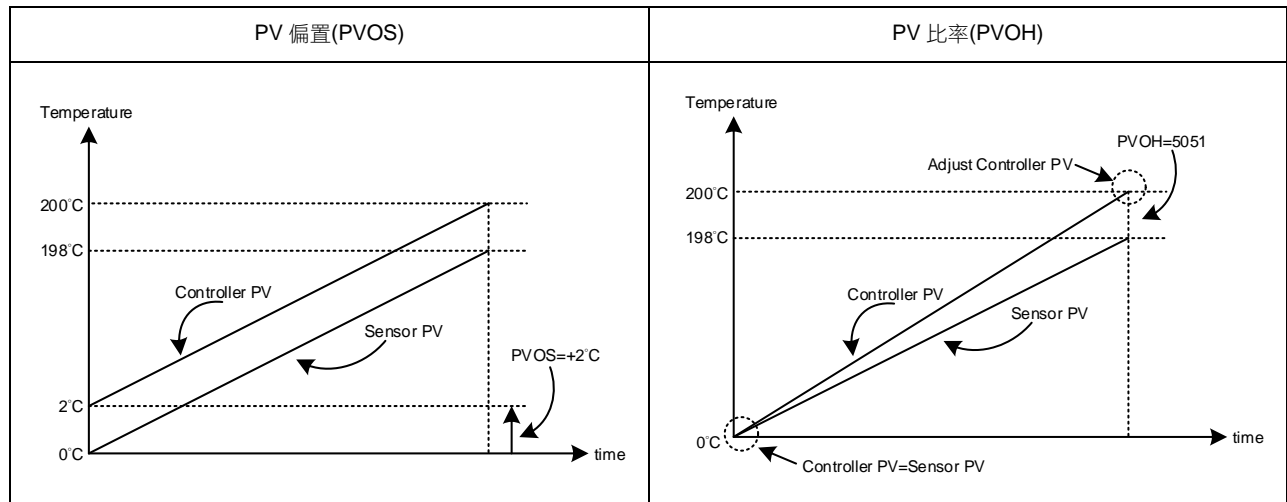 PV 偏置(PVOS)
Temperature
200°C
198°C
Controller PV
Sensor PV
PVOS=+2°C
2°C
0°C
time
PV 比率(PVOH)
Temperature
PVOH=5051
Adjust Controller PV
200°C
198°C
Controller PV
Sensor PV
0°C
time
Controller PV=Sensor PV